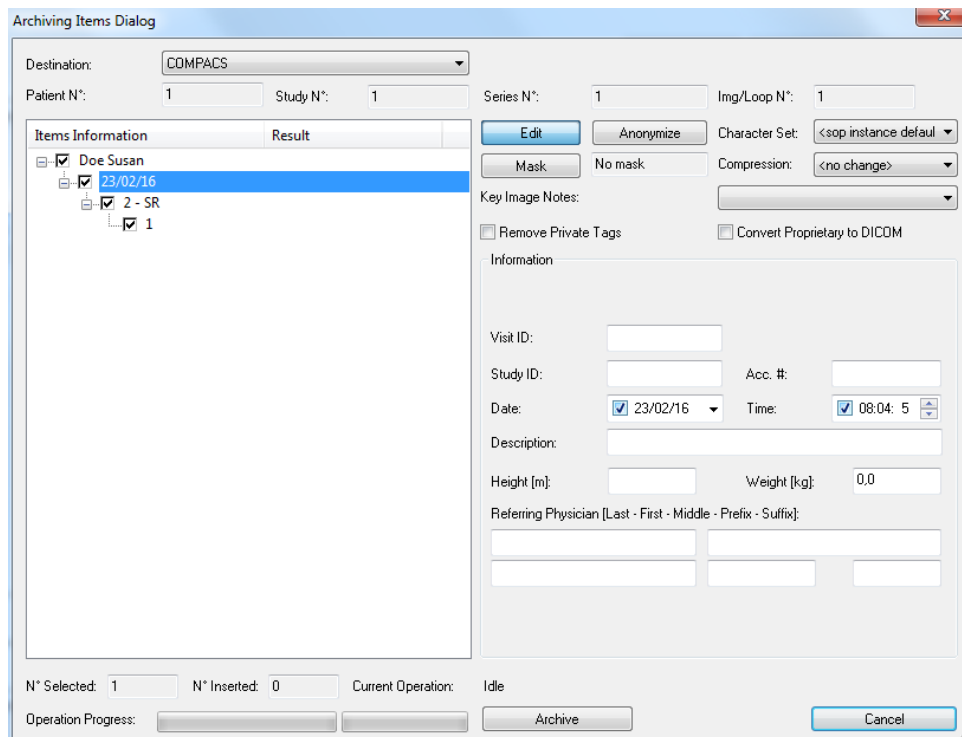 Archiving Items Dialog
Destination: COMPACS
Patient N°: 1 Study N°: 1 Series N°: 1 Img/Loop N°: 1
Items Information Result
Doe Susan
23/02/16
2 - SR
1
Edit Anonymize Character Set: <sop instance defaul
Mask No mask Compression: <no change>
Key Image Notes:
Remove Private Tags Convert Proprietary to DICOM
Information
Visit ID:
Study ID: Acc. #:
Date: 23/02/16 Time: 08:04: 5
Description:
Height [m]: Weight [kg]: 0,0
Referring Physician [Last - First - Middle - Prefix - Suffix]:
N° Selected: 1 N° Inserted: 0 Current Operation: Idle
Operation Progress: Archive Cancel